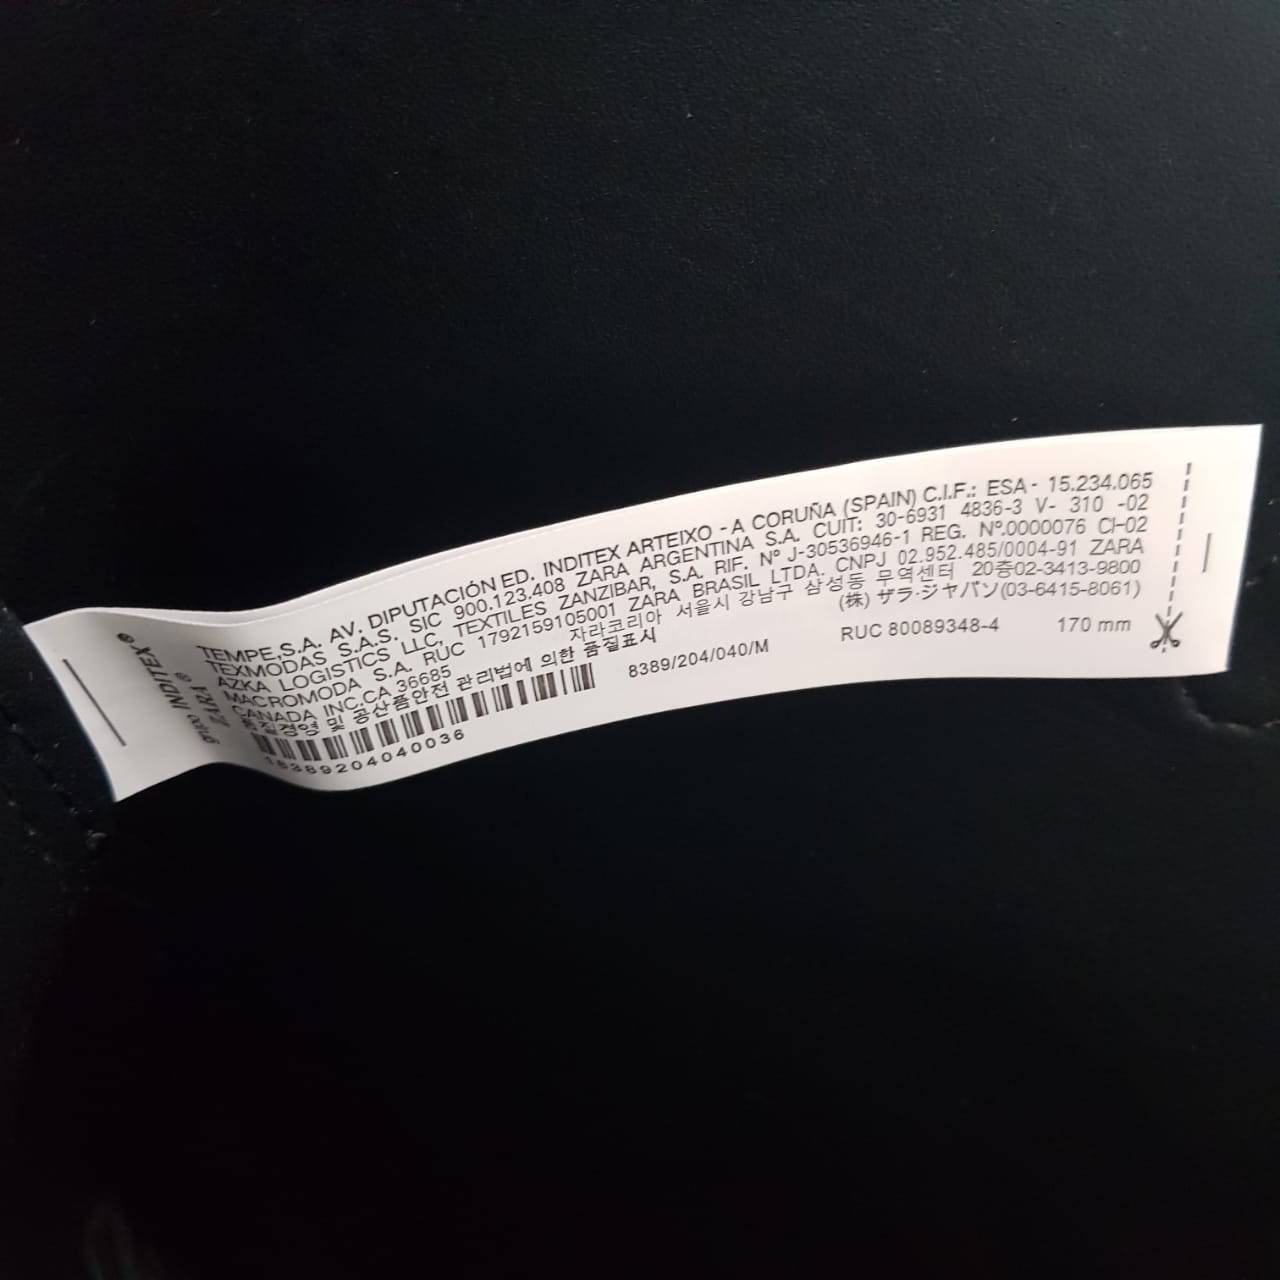 grupo INDITEX®
ZARA®
TEMPE,S.A. AV. DIPUTACIÓN ED. INDITEX ARTEIXO - A CORUÑA (SPAIN) C.I.F.: ESA - 15.234.065
TEXMODAS S.A.S. SIC 900.123.408 ZARA ARGENTINA S.A. CUIT: 30-6931 4836-3 V- 310 -02
AZKA LOGISTICS LLC, TEXTILES ZANZIBAR, S.A. RIF. Nº J-30536946-1 REG. Nº.0000076 CI-02
MACROMODA S.A. RUC 1792159105001 ZARA BRASIL LTDA. CNPJ 02.952.485/0004-91 ZARA
CANADA INC.CA 36685 자라코리아 서울시 강남구 삼성동 무역센터 20층02-3413-9800
품질경영 및 공산품안전 관리법에 의한 품질표시 (株) ザラ・ジャパン(03-6415-8061)
8389/204/040/M RUC 80089348-4 170 mm
18389204040036